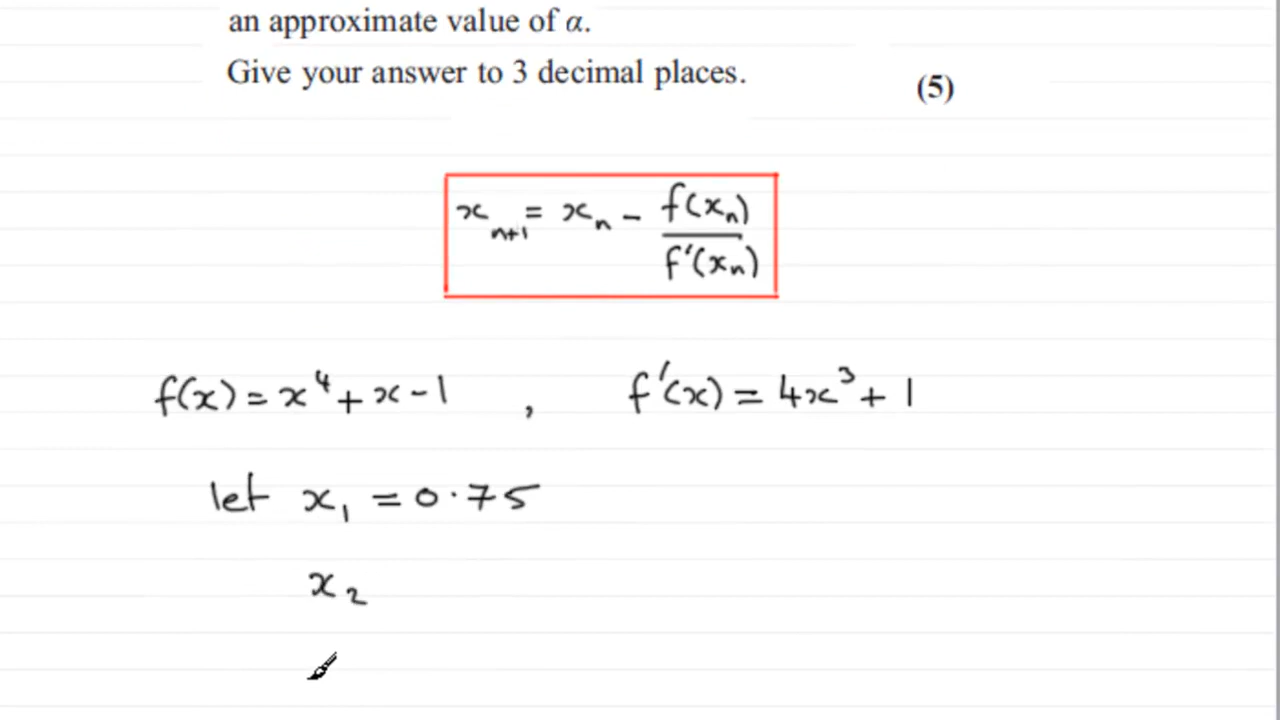 an approximate value of α.
Give your answer to 3 decimal places.
(5)
xₙ₊₁ = xₙ - f(xₙ)/f'(xₙ)
f(x) = x⁴ + x - 1 , f'(x) = 4x³ + 1
let x₁ = 0.75
x₂